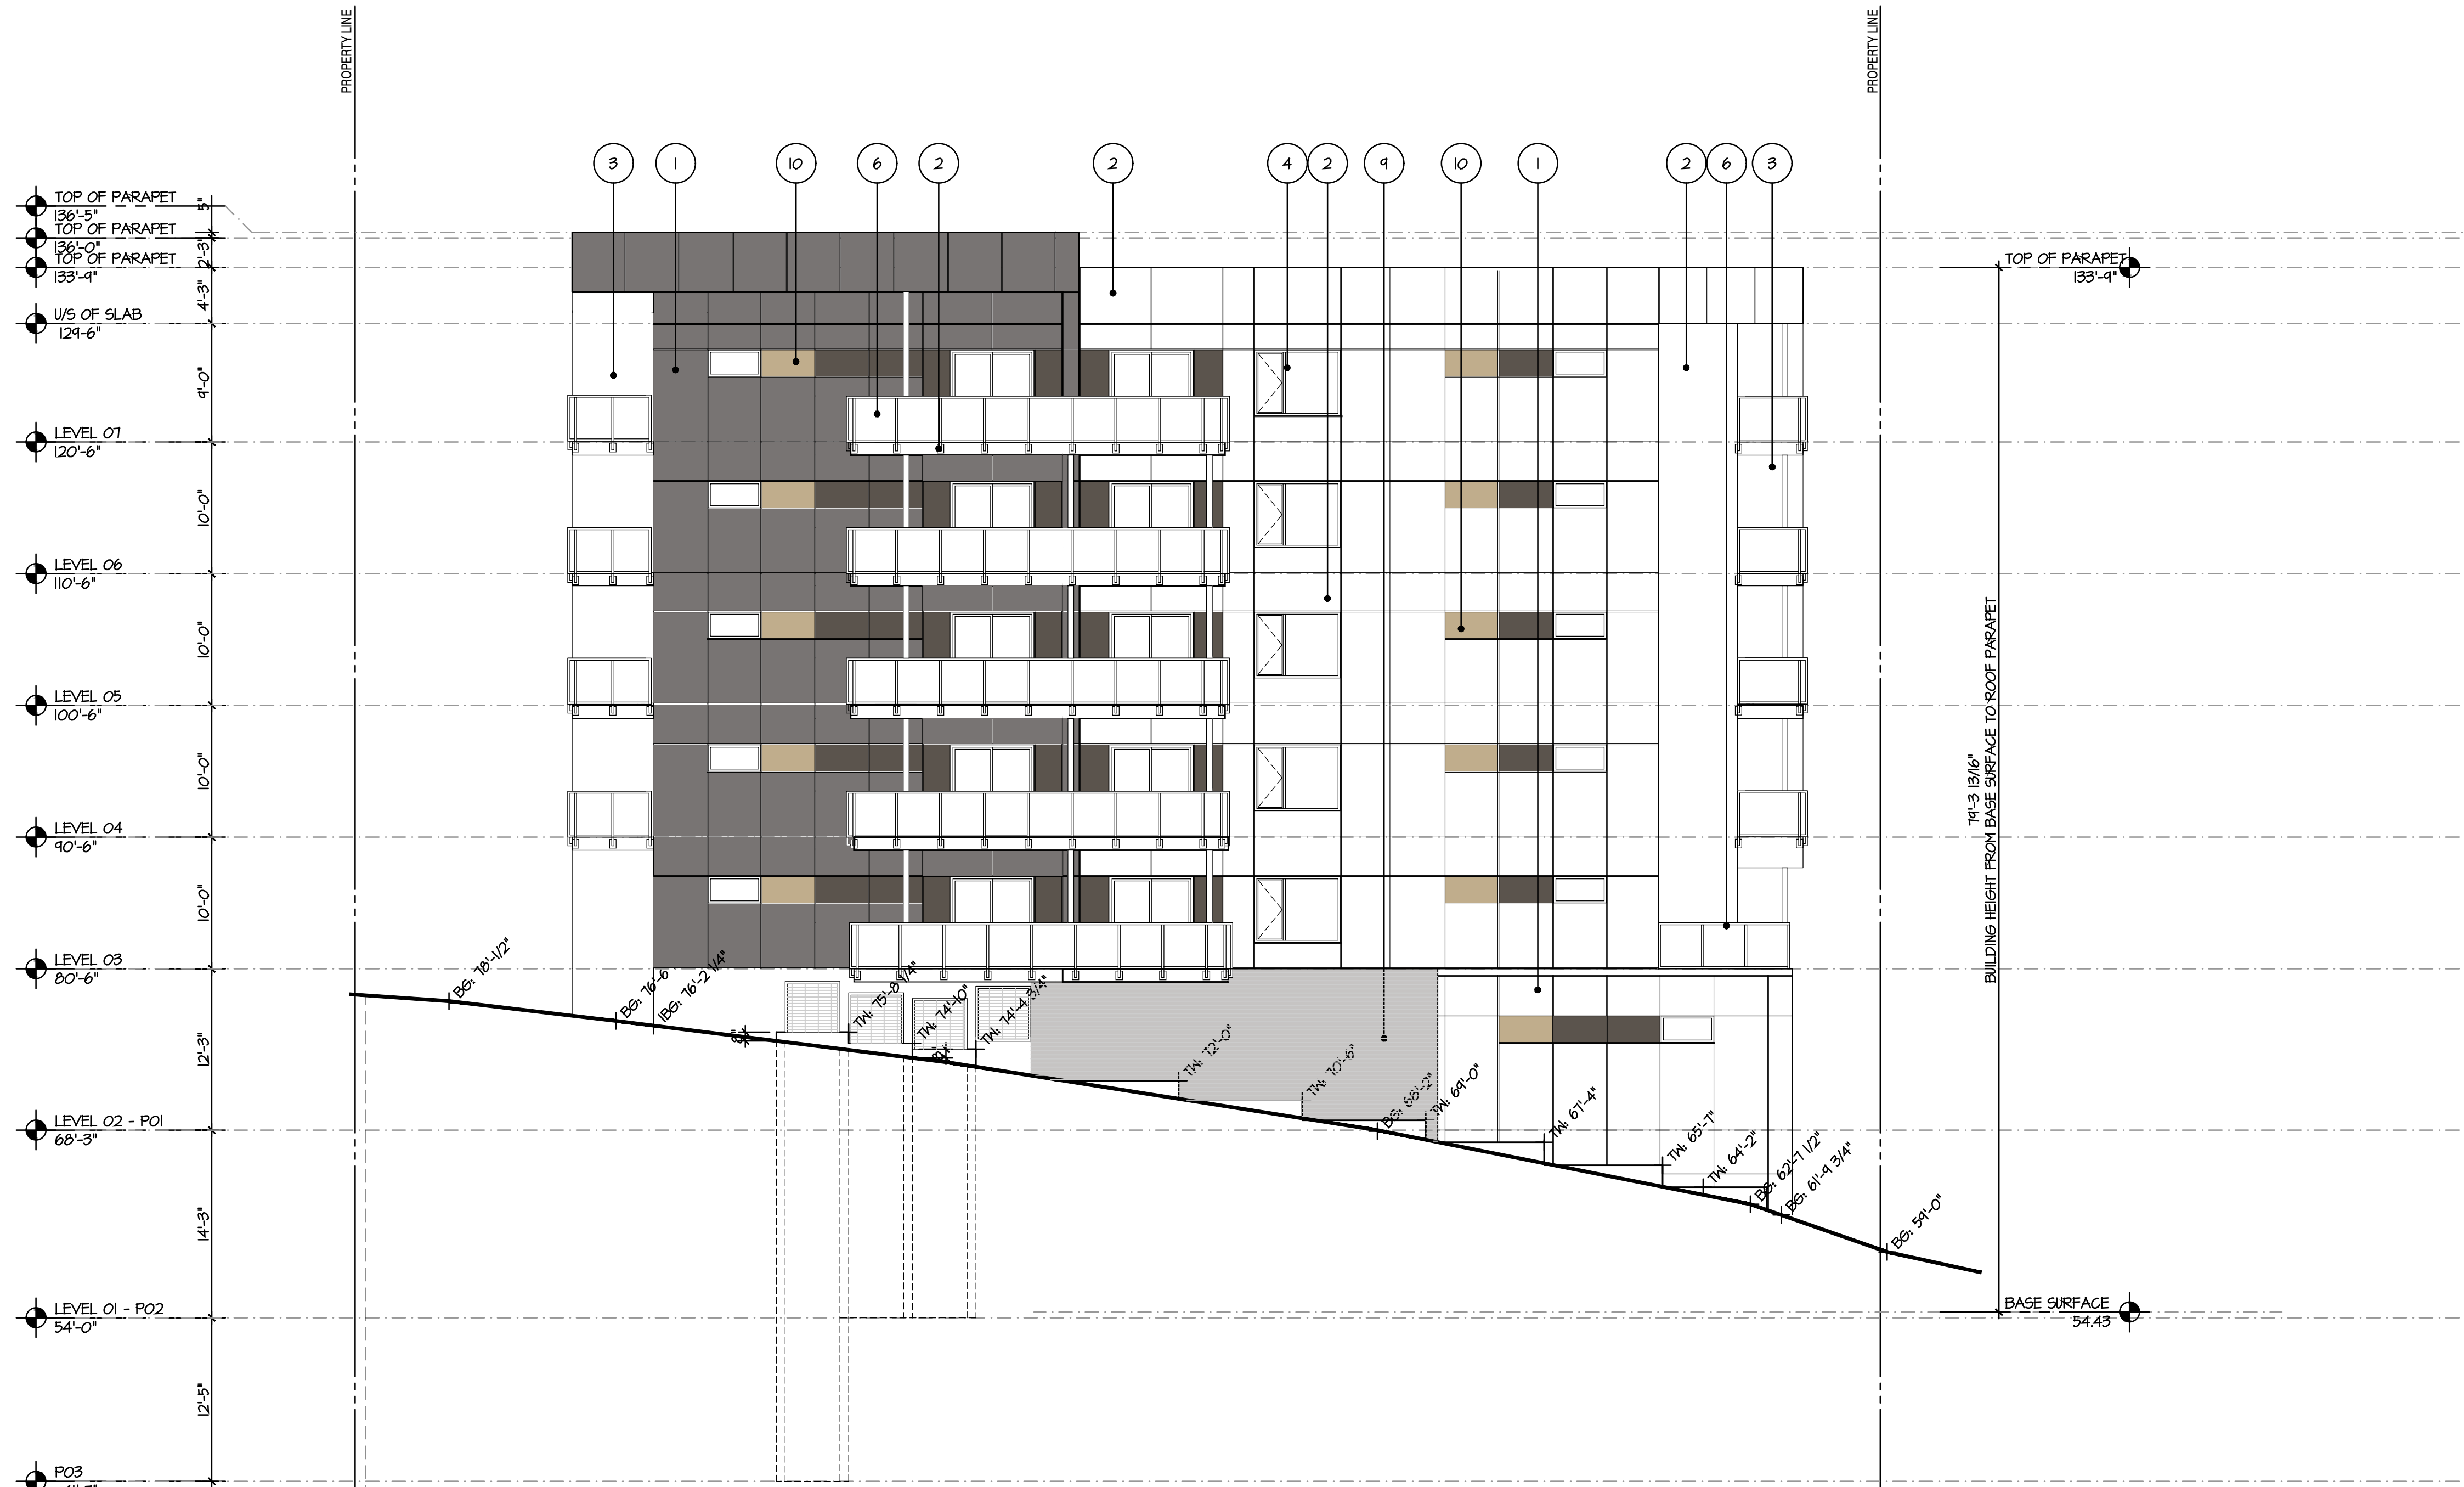 PROPERTY LINE
PROPERTY LINE
3
1
10
6
2
2
4
2
9
10
1
2
6
3
TOP OF PARAPET
136'-5"
TOP OF PARAPET
136'-0"
TOP OF PARAPET
133'-9"
U/S OF SLAB
129'-6"
LEVEL 07
120'-6"
LEVEL 06
110'-6"
LEVEL 05
100'-6"
LEVEL 04
90'-6"
LEVEL 03
80'-6"
LEVEL 02 - P01
68'-3"
LEVEL 01 - P02
54'-0"
P03
5"
2'-3"
4'-3"
9'-0"
10'-0"
10'-0"
10'-0"
10'-0"
12'-3"
14'-3"
12'-5"
BG: 78'-1/2"
BG: 76'-6
BG: 76'-2 1/4"
TW: 75'-8 1/4"
TW: 74'-10"
TW: 74'-4 3/4"
TW: 72'-0"
TW: 70'-6"
BG: 68'-2"
TW: 69'-0"
TW: 67'-4"
TW: 65'-7"
TW: 64'-2"
BG: 62'-7 1/2"
BG: 61'-9 3/4"
BG: 59'-0"
TOP OF PARAPET
133'-9"
79'-3 13/16"
BUILDING HEIGHT FROM BASE SURFACE TO ROOF PARAPET
BASE SURFACE
54.43